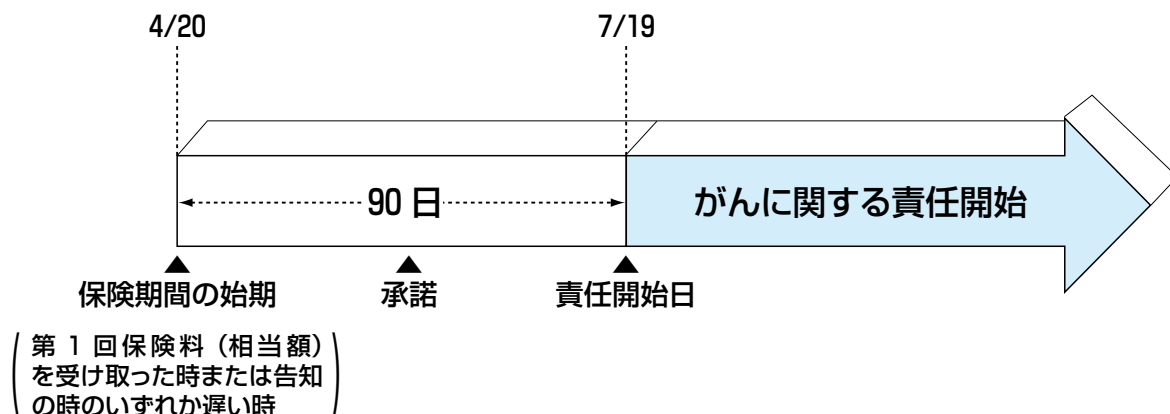 4/20
7/19
90 日
がんに関する責任開始
保険期間の始期
承諾
責任開始日
第 1 回保険料（相当額）
を受け取った時または告知
の時のいずれか遅い時